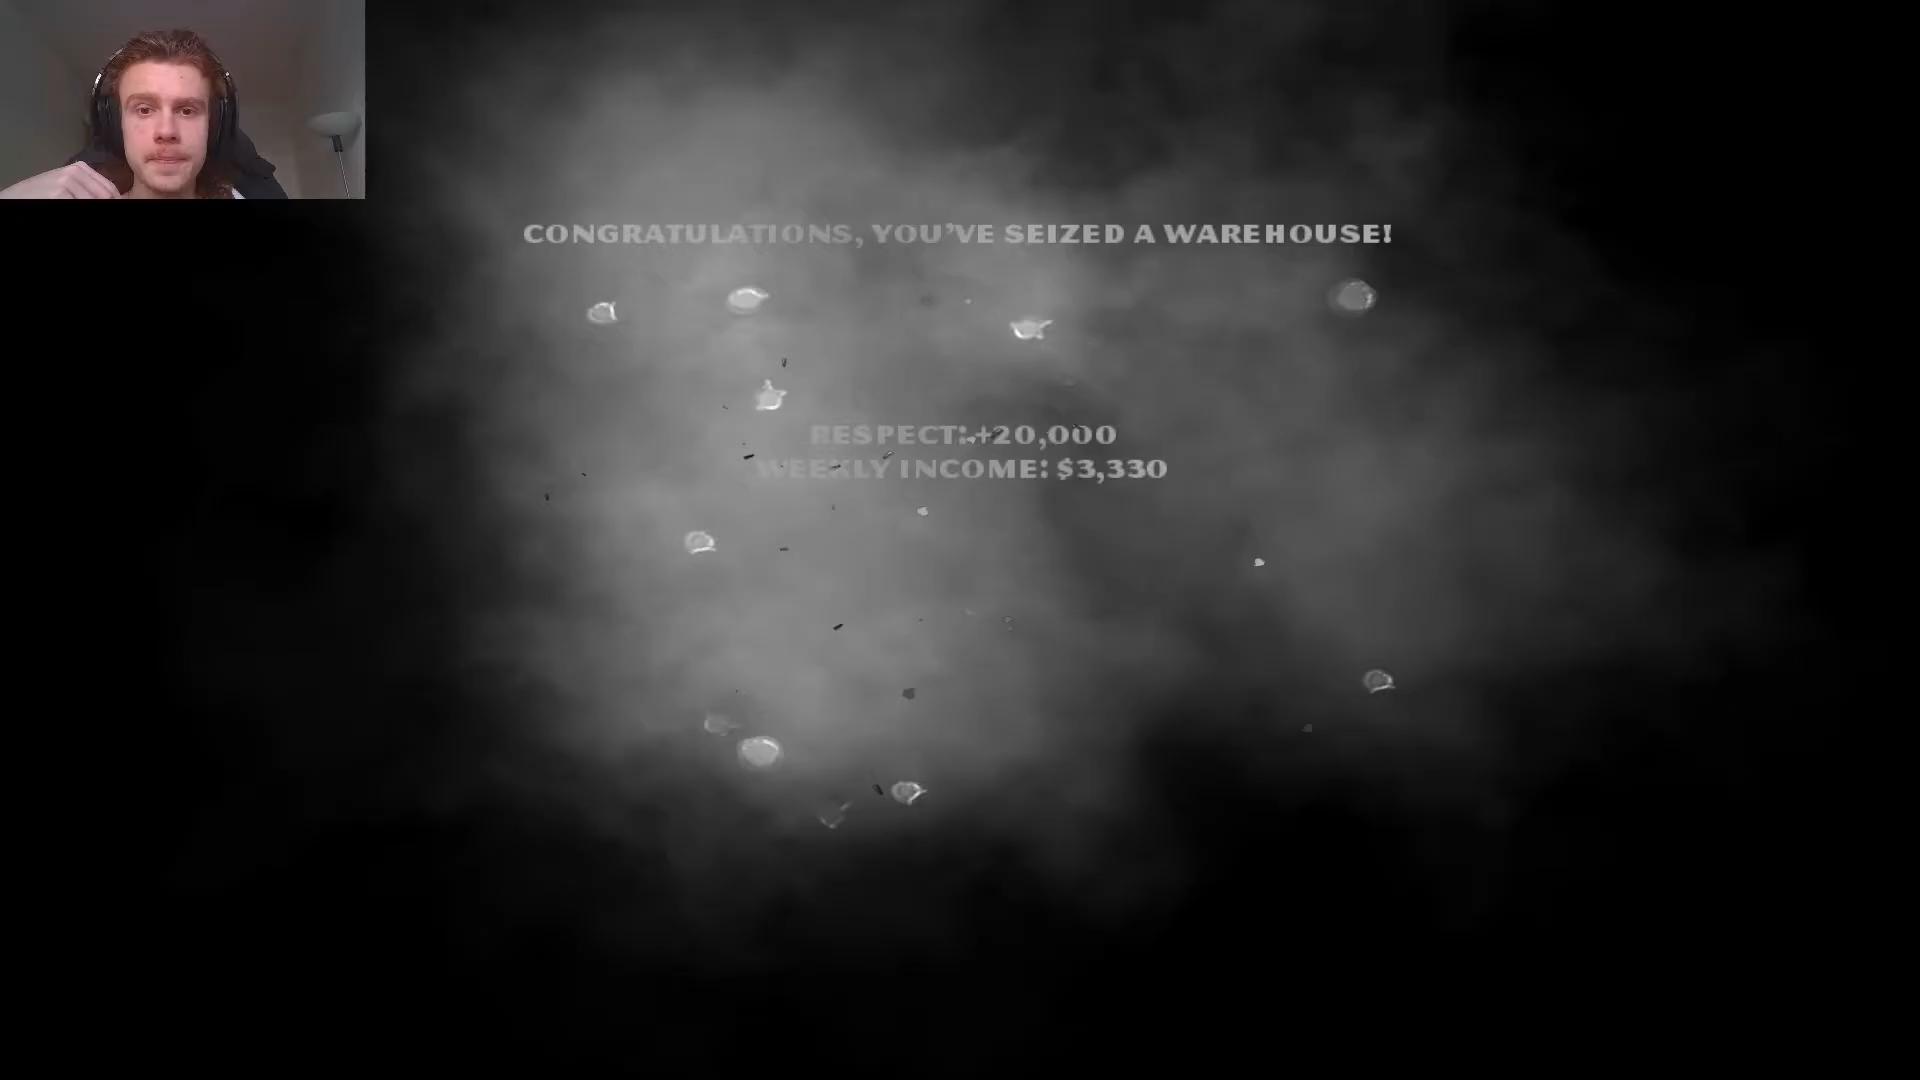 CONGRATULATIONS, YOU'VE SEIZED A WAREHOUSE!
RESPECT: +20,000
WEEKLY INCOME: $3,330